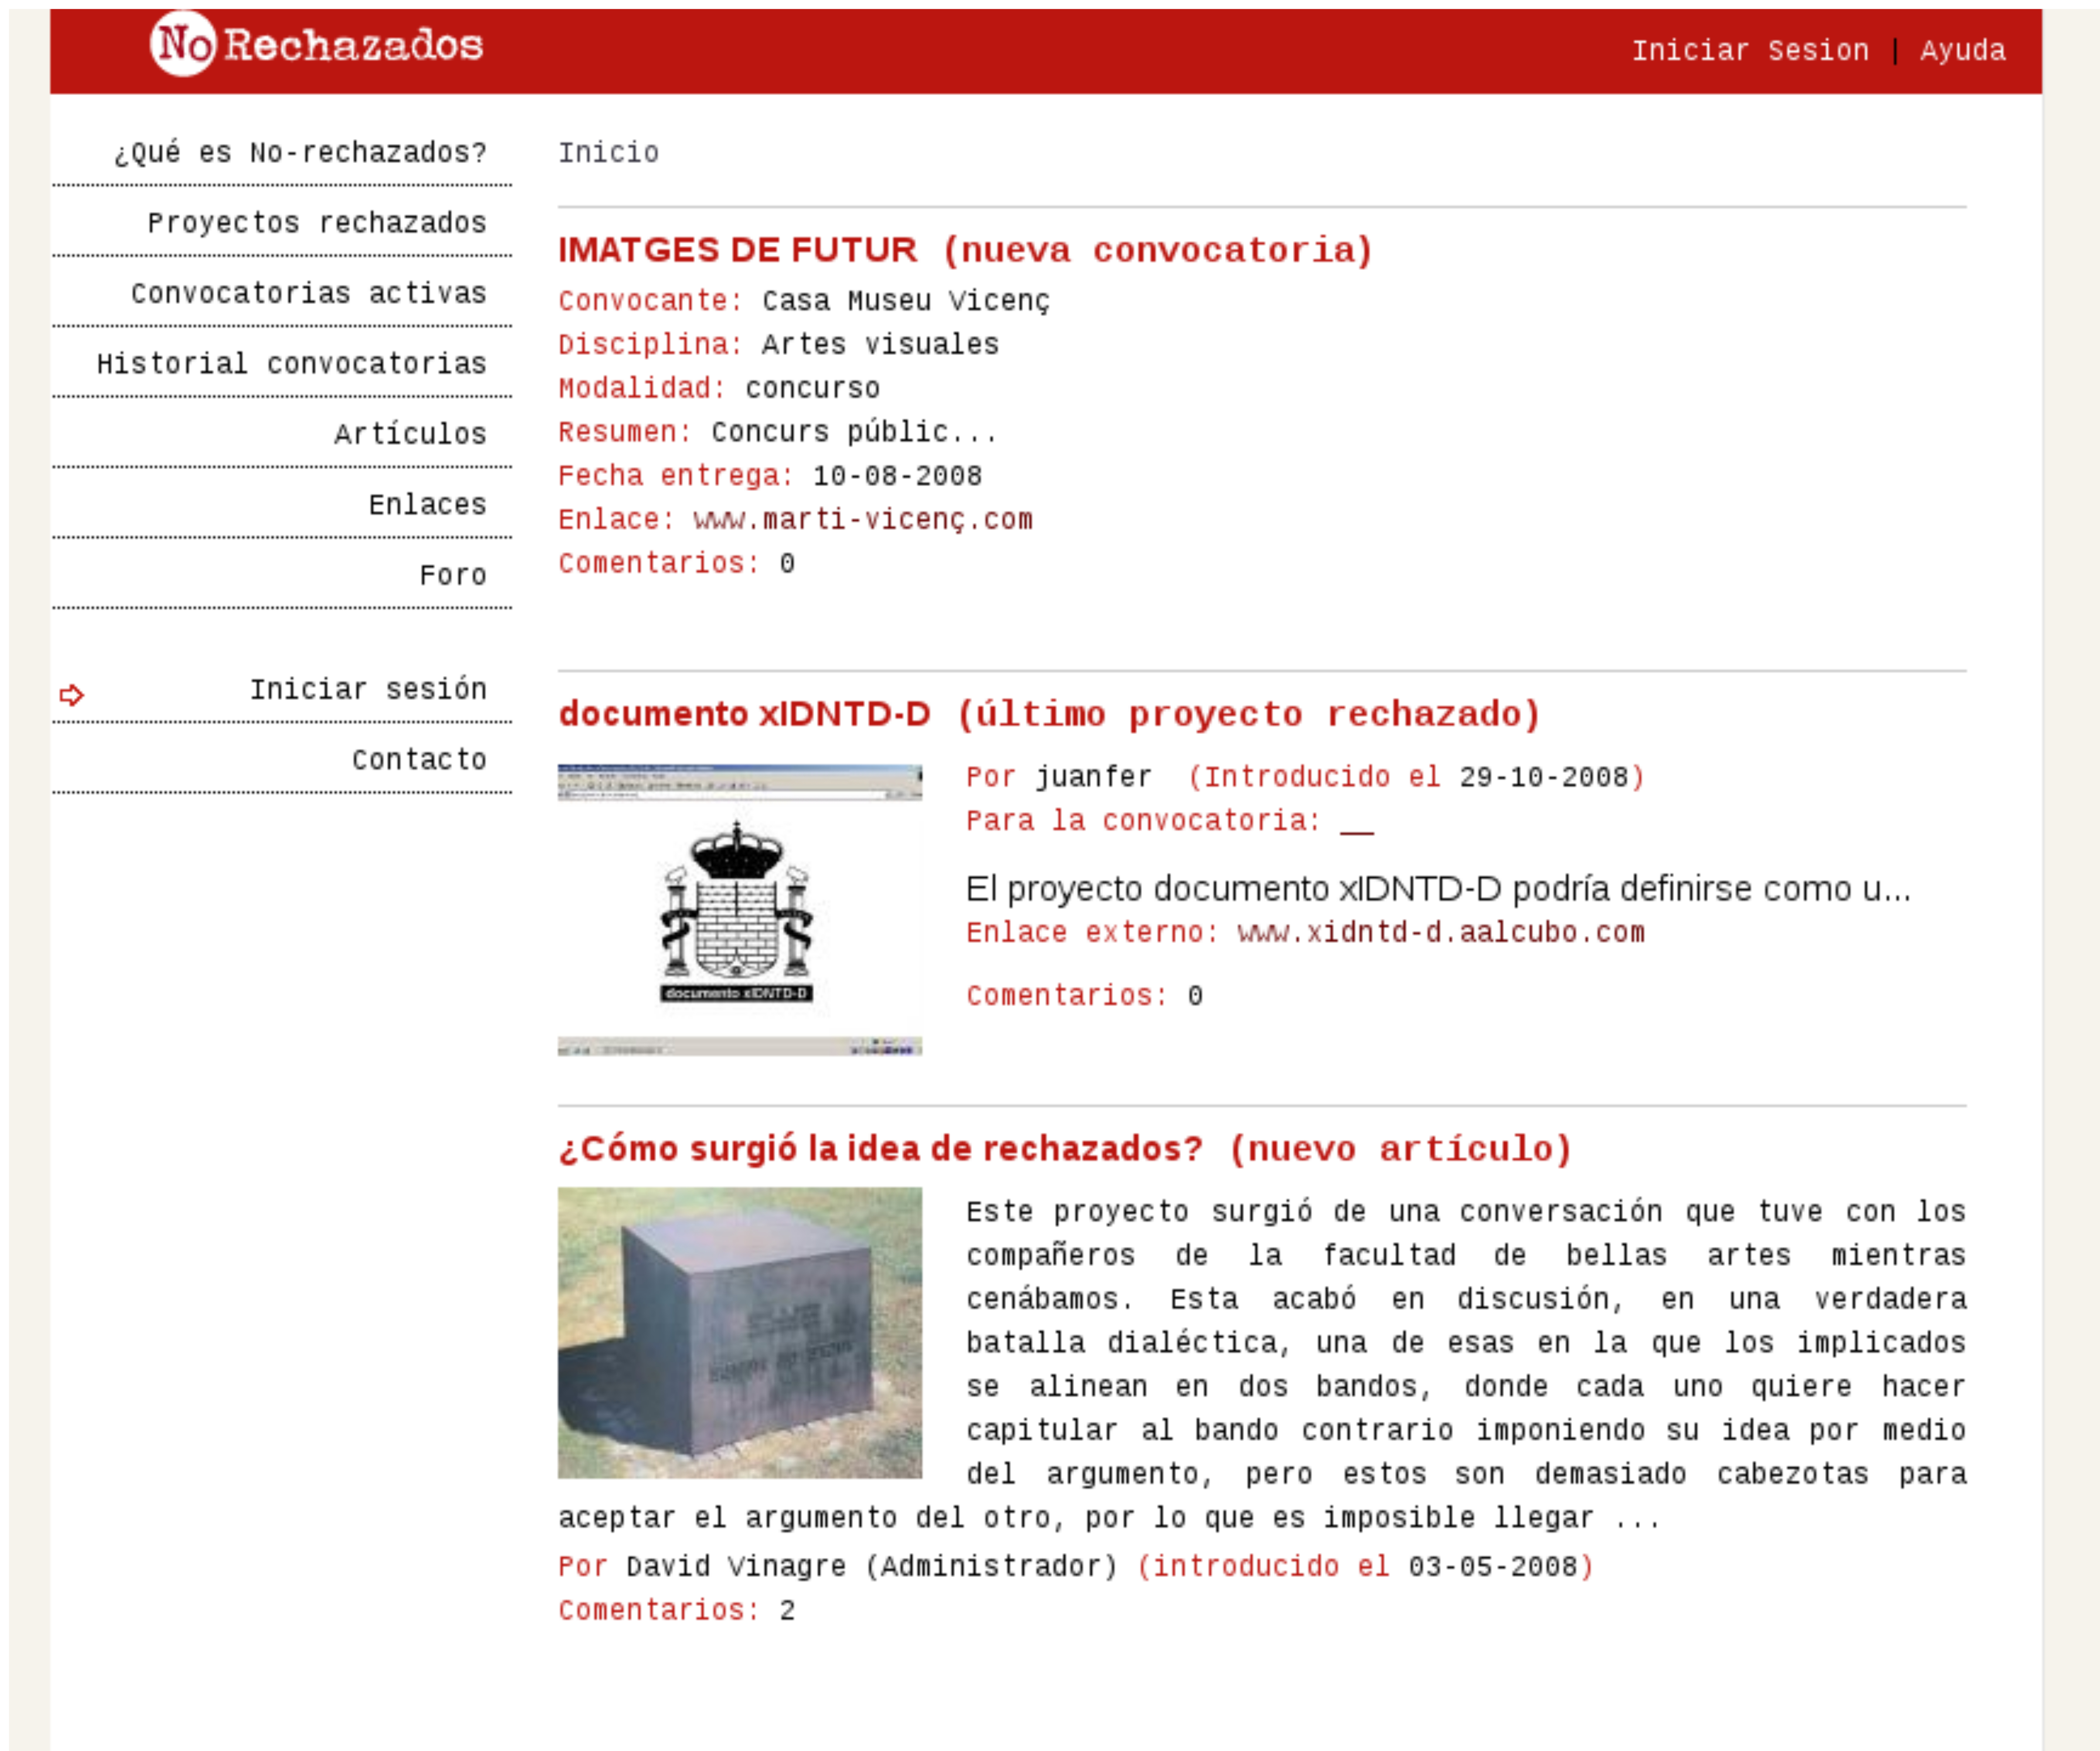 No Rechazados
Iniciar Sesion | Ayuda
¿Qué es No-rechazados?
Proyectos rechazados
Convocatorias activas
Historial convocatorias
Artículos
Enlaces
Foro
Iniciar sesión
Contacto
Inicio
IMATGES DE FUTUR (nueva convocatoria)
Convocante: Casa Museu Vicenç
Disciplina: Artes visuales
Modalidad: concurso
Resumen: Concurs públic...
Fecha entrega: 10-08-2008
Enlace: www.marti-vicenç.com
Comentarios: 0
documento xIDNTD-D (último proyecto rechazado)
documento xIDNTD-D
Por juanfer (Introducido el 29-10-2008)
Para la convocatoria: __
El proyecto documento xIDNTD-D podría definirse como u...
Enlace externo: www.xidntd-d.aalcubo.com
Comentarios: 0
¿Cómo surgió la idea de rechazados? (nuevo artículo)
Este proyecto surgió de una conversación que tuve con los
compañeros de la facultad de bellas artes mientras
cenábamos. Esta acabó en discusión, en una verdadera
batalla dialéctica, una de esas en la que los implicados
se alinean en dos bandos, donde cada uno quiere hacer
capitular al bando contrario imponiendo su idea por medio
del argumento, pero estos son demasiado cabezotas para
aceptar el argumento del otro, por lo que es imposible llegar ...
Por David Vinagre (Administrador) (introducido el 03-05-2008)
Comentarios: 2